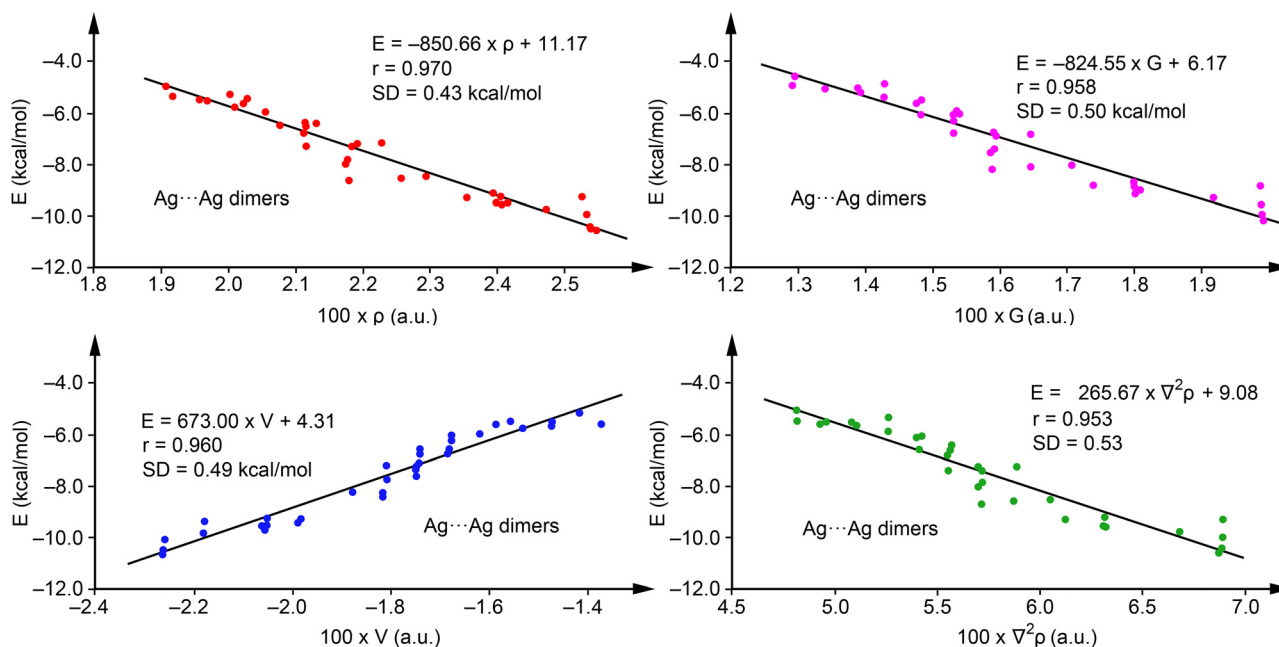 E (kcal/mol)
–4.0
–6.0
–8.0
–10.0
–12.0
E = –850.66 x ρ + 11.17
r = 0.970
SD = 0.43 kcal/mol
Ag···Ag dimers
1.8 2.0 2.1 2.2 2.3 2.4 2.5
100 x ρ (a.u.)
E (kcal/mol)
–4.0
–6.0
–8.0
–10.0
–12.0
E = –824.55 x G + 6.17
r = 0.958
SD = 0.50 kcal/mol
Ag···Ag dimers
1.2 1.3 1.4 1.5 1.6 1.7 1.8 1.9
100 x G (a.u.)
E (kcal/mol)
–4.0
–6.0
–8.0
–10.0
–12.0
E = 673.00 x V + 4.31
r = 0.960
SD = 0.49 kcal/mol
Ag···Ag dimers
–2.4 –2.2 –2.0 –1.8 –1.6 –1.4
100 x V (a.u.)
E (kcal/mol)
–4.0
–6.0
–8.0
–10.0
–12.0
E = 265.67 x ∇²ρ + 9.08
r = 0.953
SD = 0.53
Ag···Ag dimers
4.5 5.0 5.5 6.0 6.5 7.0
100 x ∇²ρ (a.u.)